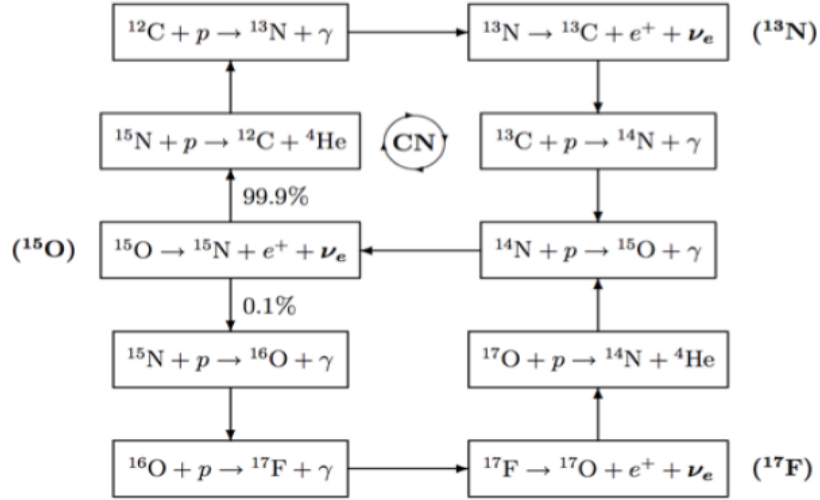 ¹²C + p → ¹³N + γ
¹³N → ¹³C + e⁺ + νₑ (¹³N)
¹⁵N + p → ¹²C + ⁴He
CN
¹³C + p → ¹⁴N + γ
99.9%
(¹⁵O) ¹⁵O → ¹⁵N + e⁺ + νₑ
¹⁴N + p → ¹⁵O + γ
0.1%
¹⁵N + p → ¹⁶O + γ
¹⁷O + p → ¹⁴N + ⁴He
¹⁶O + p → ¹⁷F + γ
¹⁷F → ¹⁷O + e⁺ + νₑ (¹⁷F)